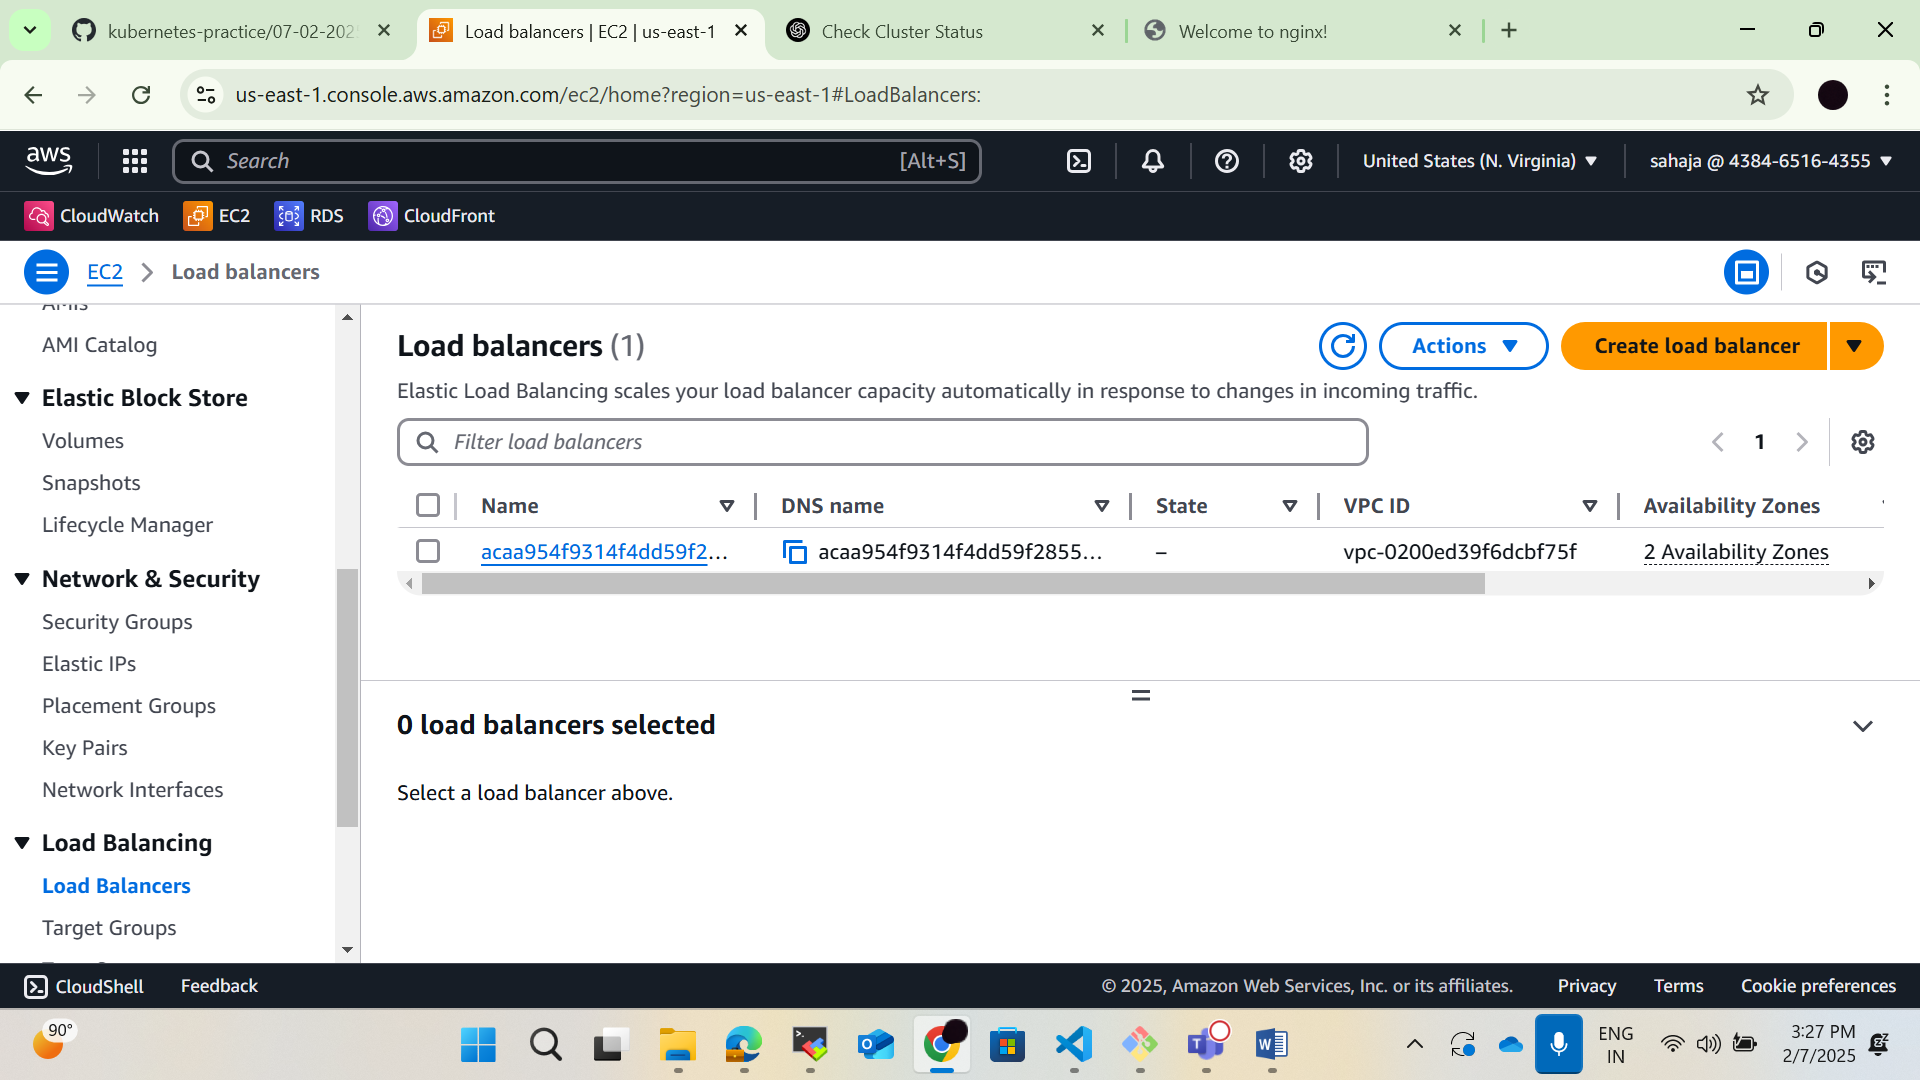 kubernetes-practice/07-02-202
Load balancers | EC2 | us-east-1
Check Cluster Status
Welcome to nginx!
us-east-1.console.aws.amazon.com/ec2/home?region=us-east-1#LoadBalancers:
aws
Search
[Alt+S]
United States (N. Virginia)
sahaja @ 4384-6516-4355
CloudWatch
EC2
RDS
CloudFront
EC2
Load balancers
AMIs
AMI Catalog
Elastic Block Store
Volumes
Snapshots
Lifecycle Manager
Network & Security
Security Groups
Elastic IPs
Placement Groups
Key Pairs
Network Interfaces
Load Balancing
Load Balancers
Target Groups
Load balancers (1)
Actions
Create load balancer
Elastic Load Balancing scales your load balancer capacity automatically in response to changes in incoming traffic.
Filter load balancers
1
Name
DNS name
State
VPC ID
Availability Zones
acaa954f9314f4dd59f2...
acaa954f9314f4dd59f2855...
–
vpc-0200ed39f6dcbf75f
2 Availability Zones
0 load balancers selected
Select a load balancer above.
CloudShell
Feedback
© 2025, Amazon Web Services, Inc. or its affiliates.
Privacy
Terms
Cookie preferences
90°
ENG
IN
3:27 PM
2/7/2025